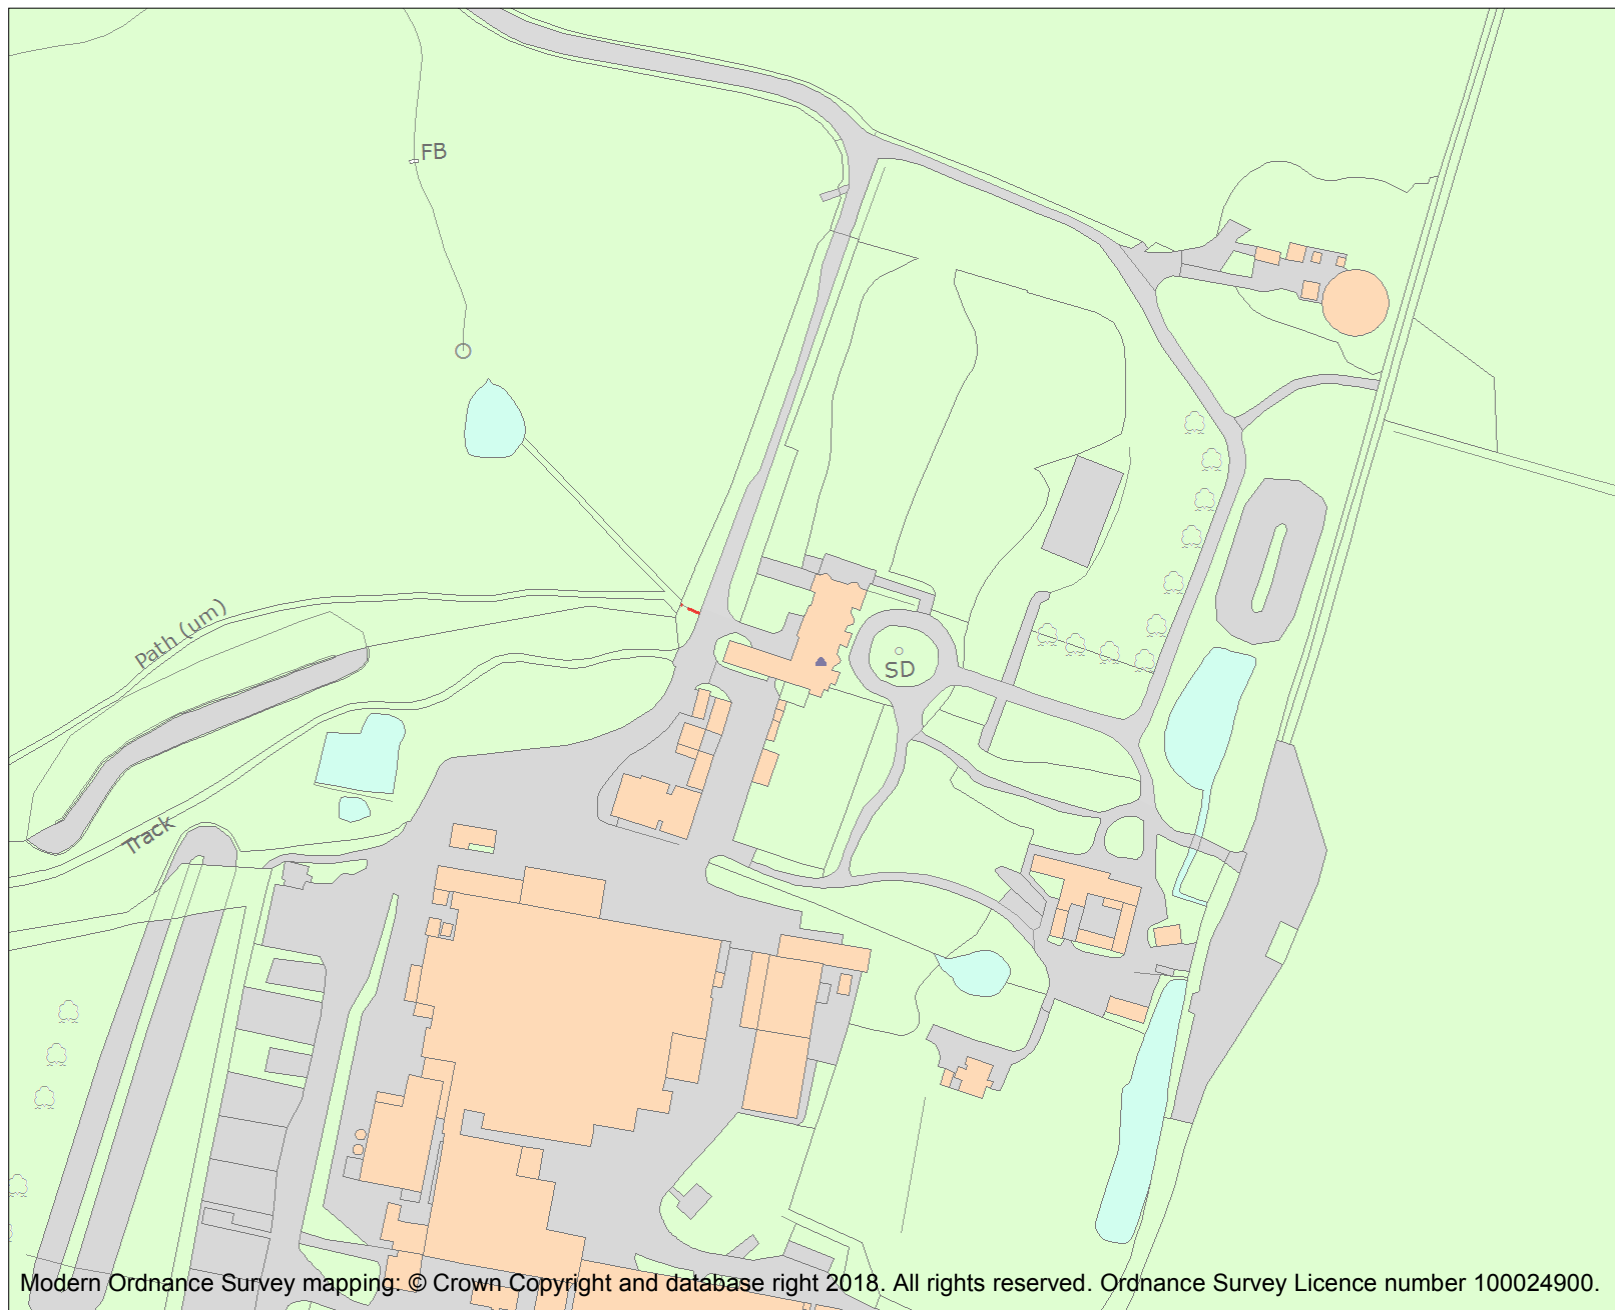 FB
Path (um)
SD
Track
Modern Ordnance Survey mapping: © Crown Copyright and database right 2018. All rights reserved. Ordnance Survey Licence number 100024900.